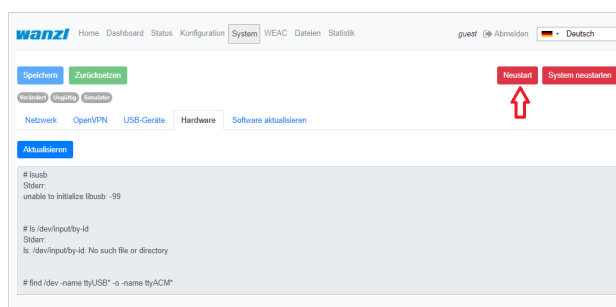 wanzl Home Dashboard Status Konfiguration System WEAC Dateien Statistik guest Abmelden Deutsch
Speichern Zurücksetzen Neustart System neustarten
Verändert Ungültig Simulator
Netzwerk OpenVPN USB-Geräte Hardware Software aktualisieren
Aktualisieren
# lsusb
Stderr:
unable to initialize libusb: -99
# ls /dev/input/by-id
Stderr:
ls: /dev/input/by-id: No such file or directory
# find /dev -name ttyUSB* -o -name ttyACM*